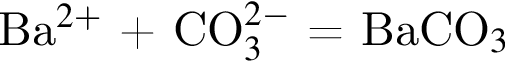 Ba²⁺ + CO₃²⁻ = BaCO₃